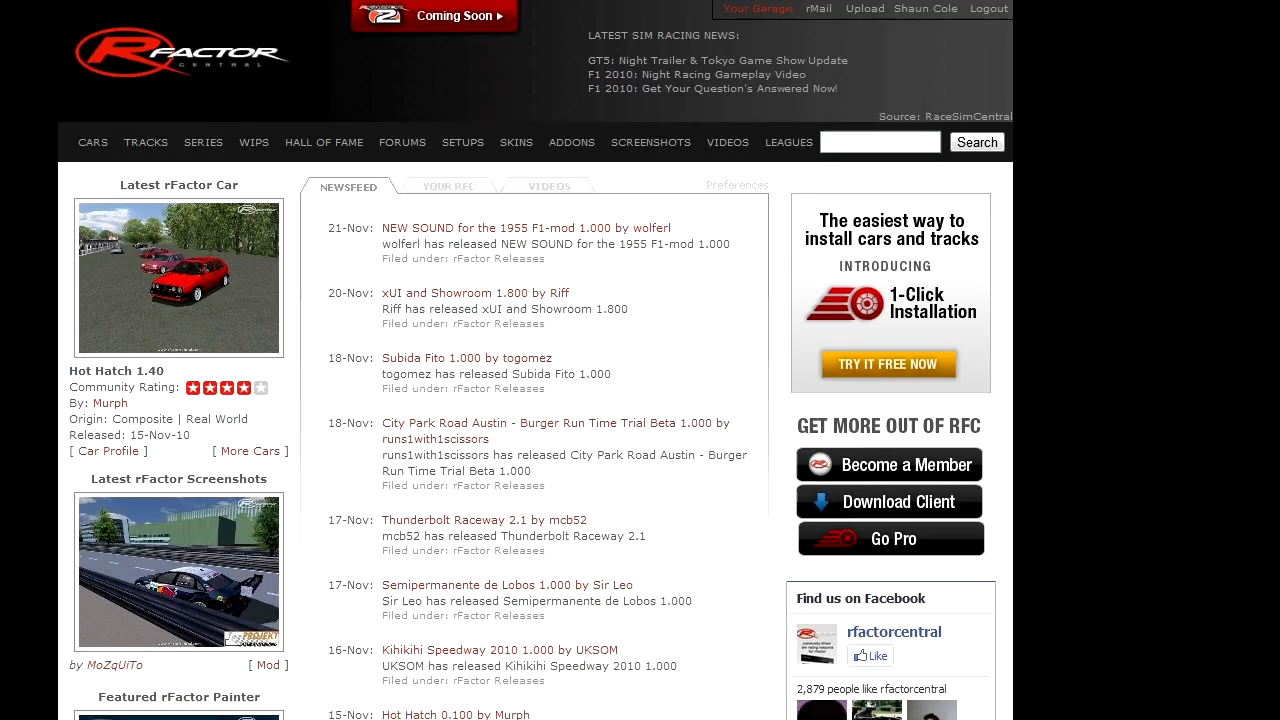 Coming Soon
2
Your Garage rMail Upload Shaun Cole Logout
RFACTOR
CENTRAL
LATEST SIM RACING NEWS:
GT5: Night Trailer & Tokyo Game Show Update
F1 2010: Night Racing Gameplay Video
F1 2010: Get Your Question's Answered Now!
Source: RaceSimCentral
CARS TRACKS SERIES WIPS HALL OF FAME FORUMS SETUPS SKINS ADDONS SCREENSHOTS VIDEOS LEAGUES Search
Latest rFactor Car
Hot Hatch 1.40
Community Rating:
By: Murph
Origin: Composite | Real World
Released: 15-Nov-10
[ Car Profile ] [ More Cars ]
Latest rFactor Screenshots
PROJEKT
by MoZquiTo [ Mod ]
Featured rFactor Painter
NEWSFEED YOUR RFC VIDEOS Preferences
21-Nov: NEW SOUND for the 1955 F1-mod 1.000 by wolferl
wolferl has released NEW SOUND for the 1955 F1-mod 1.000
Filed under: rFactor Releases
20-Nov: xUI and Showroom 1.800 by Riff
Riff has released xUI and Showroom 1.800
Filed under: rFactor Releases
18-Nov: Subida Fito 1.000 by togomez
togomez has released Subida Fito 1.000
Filed under: rFactor Releases
18-Nov: City Park Road Austin - Burger Run Time Trial Beta 1.000 by
runs1with1scissors
runs1with1scissors has released City Park Road Austin - Burger
Run Time Trial Beta 1.000
Filed under: rFactor Releases
17-Nov: Thunderbolt Raceway 2.1 by mcb52
mcb52 has released Thunderbolt Raceway 2.1
Filed under: rFactor Releases
17-Nov: Semipermanente de Lobos 1.000 by Sir Leo
Sir Leo has released Semipermanente de Lobos 1.000
Filed under: rFactor Releases
16-Nov: Kihikihi Speedway 2010 1.000 by UKSOM
UKSOM has released Kihikihi Speedway 2010 1.000
Filed under: rFactor Releases
15-Nov: Hot Hatch 0.100 by Murph
The easiest way to
install cars and tracks
INTRODUCING
1-Click
Installation
TRY IT FREE NOW
GET MORE OUT OF RFC
Become a Member
Download Client
Go Pro
Find us on Facebook
rfactorcentral
Like
2,879 people like rfactorcentral